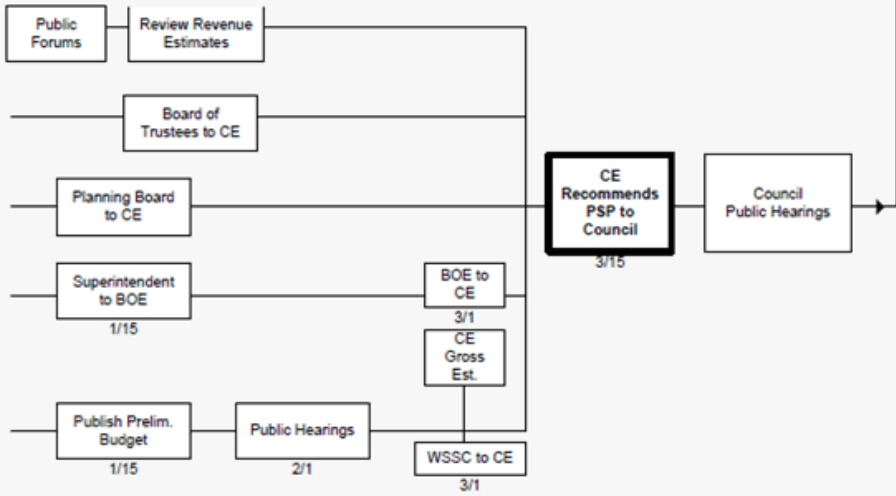 Public
Forums
Review Revenue
Estimates
Board of
Trustees to CE
Planning Board
to CE
CE
Recommends
PSP to
Council
3/15
Council
Public Hearings
Superintendent
to BOE
1/15
BOE to
CE
3/1
CE
Gross
Est.
Publish Prelim.
Budget
1/15
Public Hearings
2/1
WSSC to CE
3/1